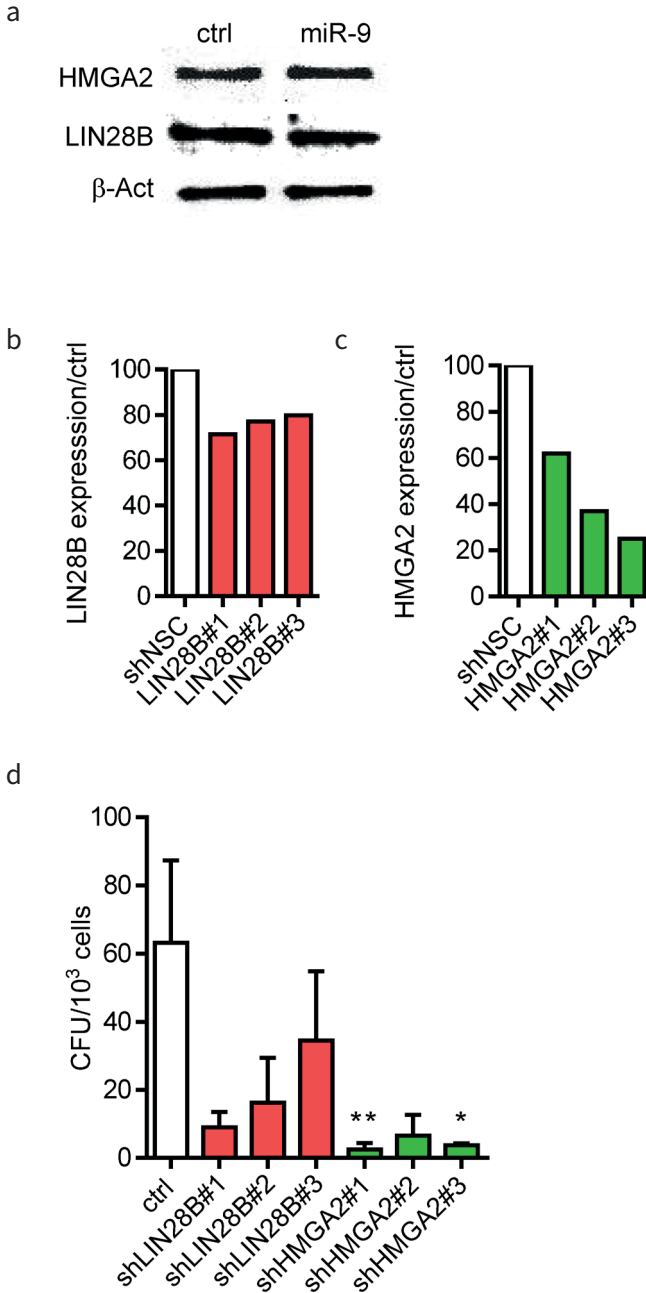 a
ctrl miR-9
HMGA2
LIN28B
β-Act
b
LIN28B expresssion/ctrl
100
80
60
40
20
0
shNSC
LIN28B#1
LIN28B#2
LIN28B#3
c
HMGA2 expression/ctrl
100
80
60
40
20
0
shNSC
HMGA2#1
HMGA2#2
HMGA2#3
d
CFU/10³ cells
100
80
60
40
20
0
** *
ctrl
shLIN28B#1
shLIN28B#2
shLIN28B#3
shHMGA2#1
shHMGA2#2
shHMGA2#3